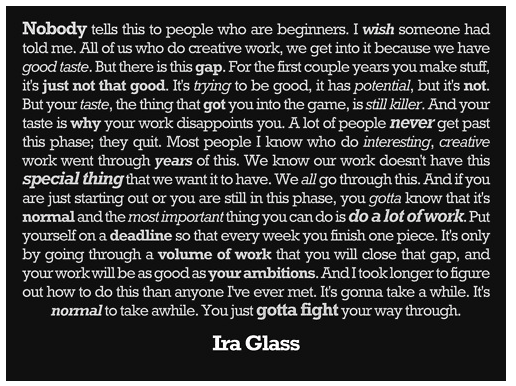 Nobody tells this to people who are beginners. I wish someone had
told me. All of us who do creative work, we get into it because we have
good taste. But there is this gap. For the first couple years you make stuff,
it's just not that good. It's trying to be good, it has potential, but it's not.
But your taste, the thing that got you into the game, is still killer. And your
taste is why your work disappoints you. A lot of people never get past
this phase; they quit. Most people I know who do interesting, creative
work went through years of this. We know our work doesn't have this
special thing that we want it to have. We all go through this. And if you
are just starting out or you are still in this phase, you gotta know that it's
normal and the most important thing you can do is do a lot of work. Put
yourself on a deadline so that every week you finish one piece. It's only
by going through a volume of work that you will close that gap, and
your work will be as good as your ambitions. And I took longer to figure
out how to do this than anyone I've ever met. It's gonna take a while. It's
normal to take awhile. You just gotta fight your way through.
Ira Glass